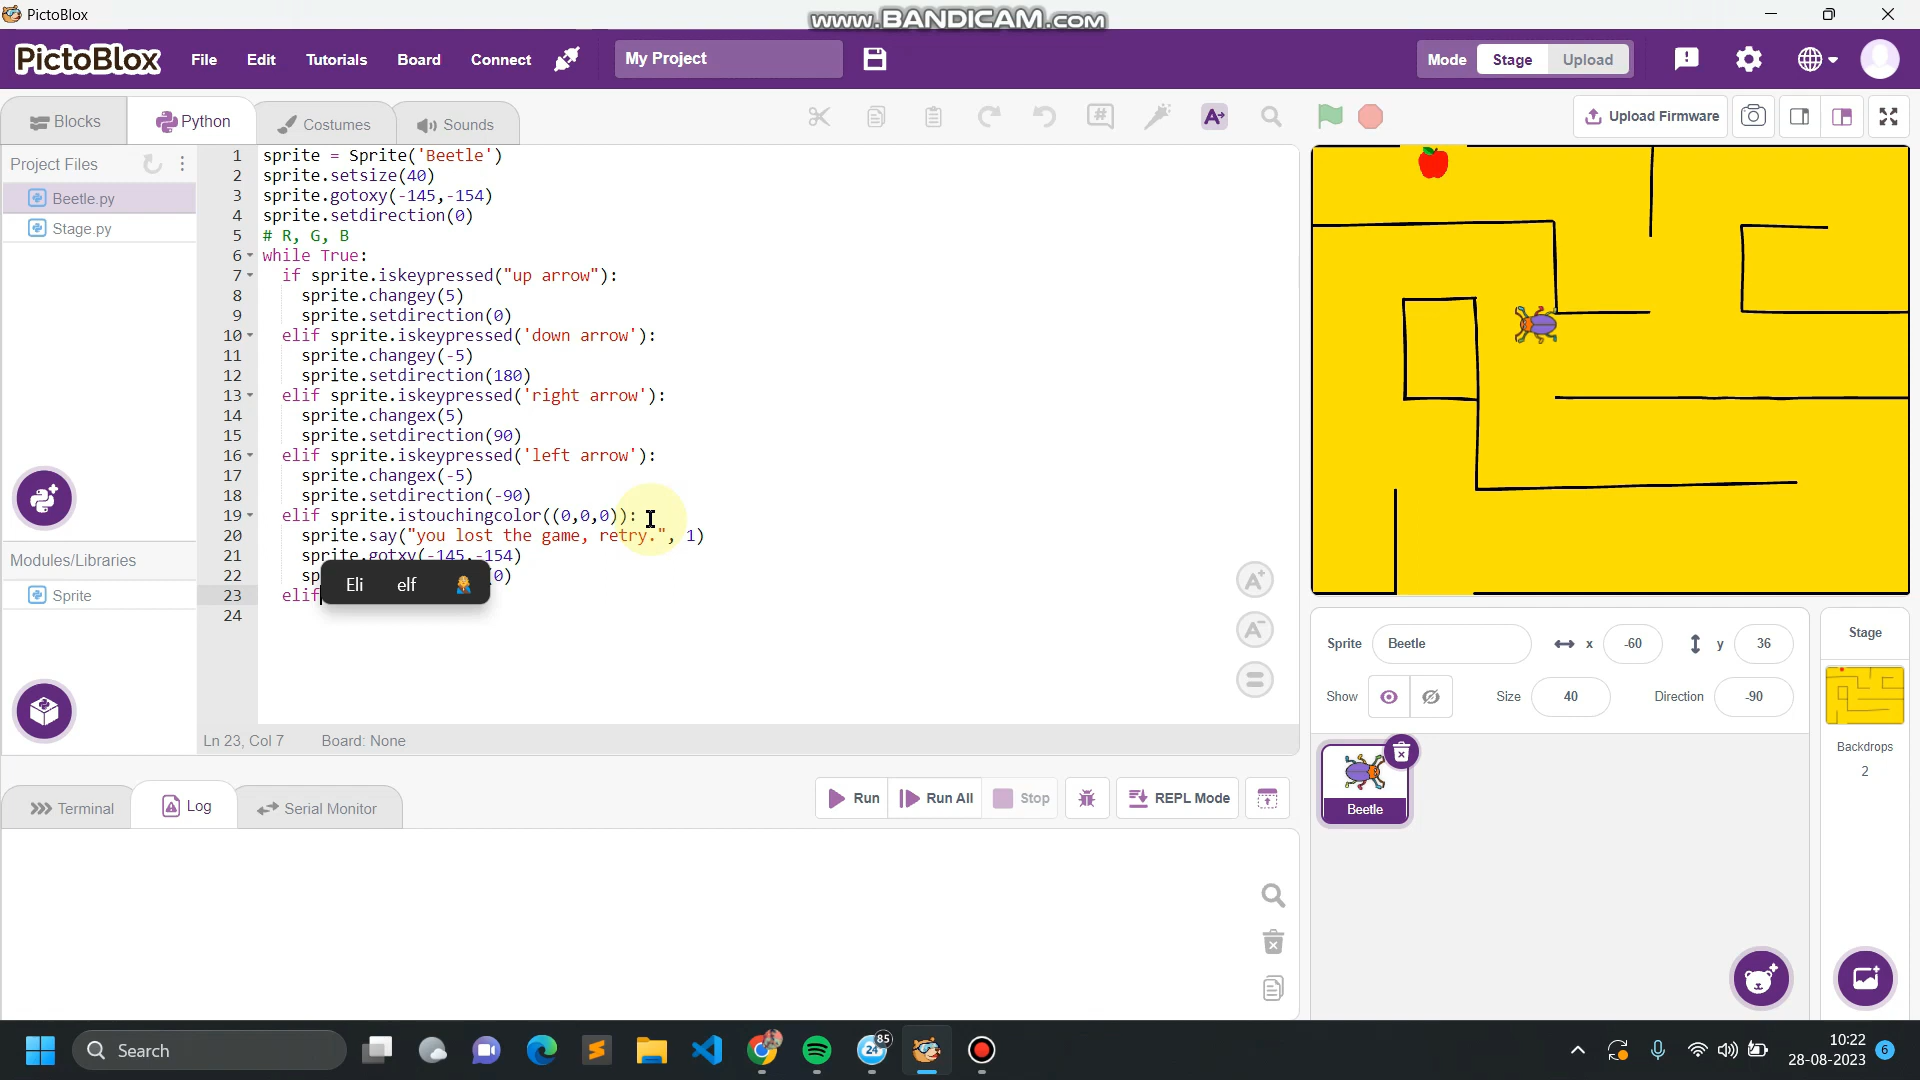 PictoBlox
www.BANDICAM.com
PictoBlox File Edit Tutorials Board Connect My Project Mode Stage Upload
Blocks Python Costumes Sounds Upload Firmware
Project Files
Beetle.py
Stage.py
Modules/Libraries
Sprite
1 sprite = Sprite('Beetle')
2 sprite.setsize(40)
3 sprite.gotoxy(-145,-154)
4 sprite.setdirection(0)
5 # R, G, B
6 while True:
7 if sprite.iskeypressed("up arrow"):
8 sprite.changey(5)
9 sprite.setdirection(0)
10 elif sprite.iskeypressed('down arrow'):
11 sprite.changey(-5)
12 sprite.setdirection(180)
13 elif sprite.iskeypressed('right arrow'):
14 sprite.changex(5)
15 sprite.setdirection(90)
16 elif sprite.iskeypressed('left arrow'):
17 sprite.changex(-5)
18 sprite.setdirection(-90)
19 elif sprite.istouchingcolor((0,0,0)):
20 sprite.say("you lost the game, retry.", 1)
21 sprite.gotxy(-145,-154)
22 sp 0)
Eli elf
23 elif
24
Ln 23, Col 7 Board: None
Terminal Log Serial Monitor Run Run All Stop REPL Mode
Sprite Beetle x -60 y 36
Show Size 40 Direction -90
Beetle
Stage
Backdrops
2
Search
85
24
10:22
28-08-2023
6